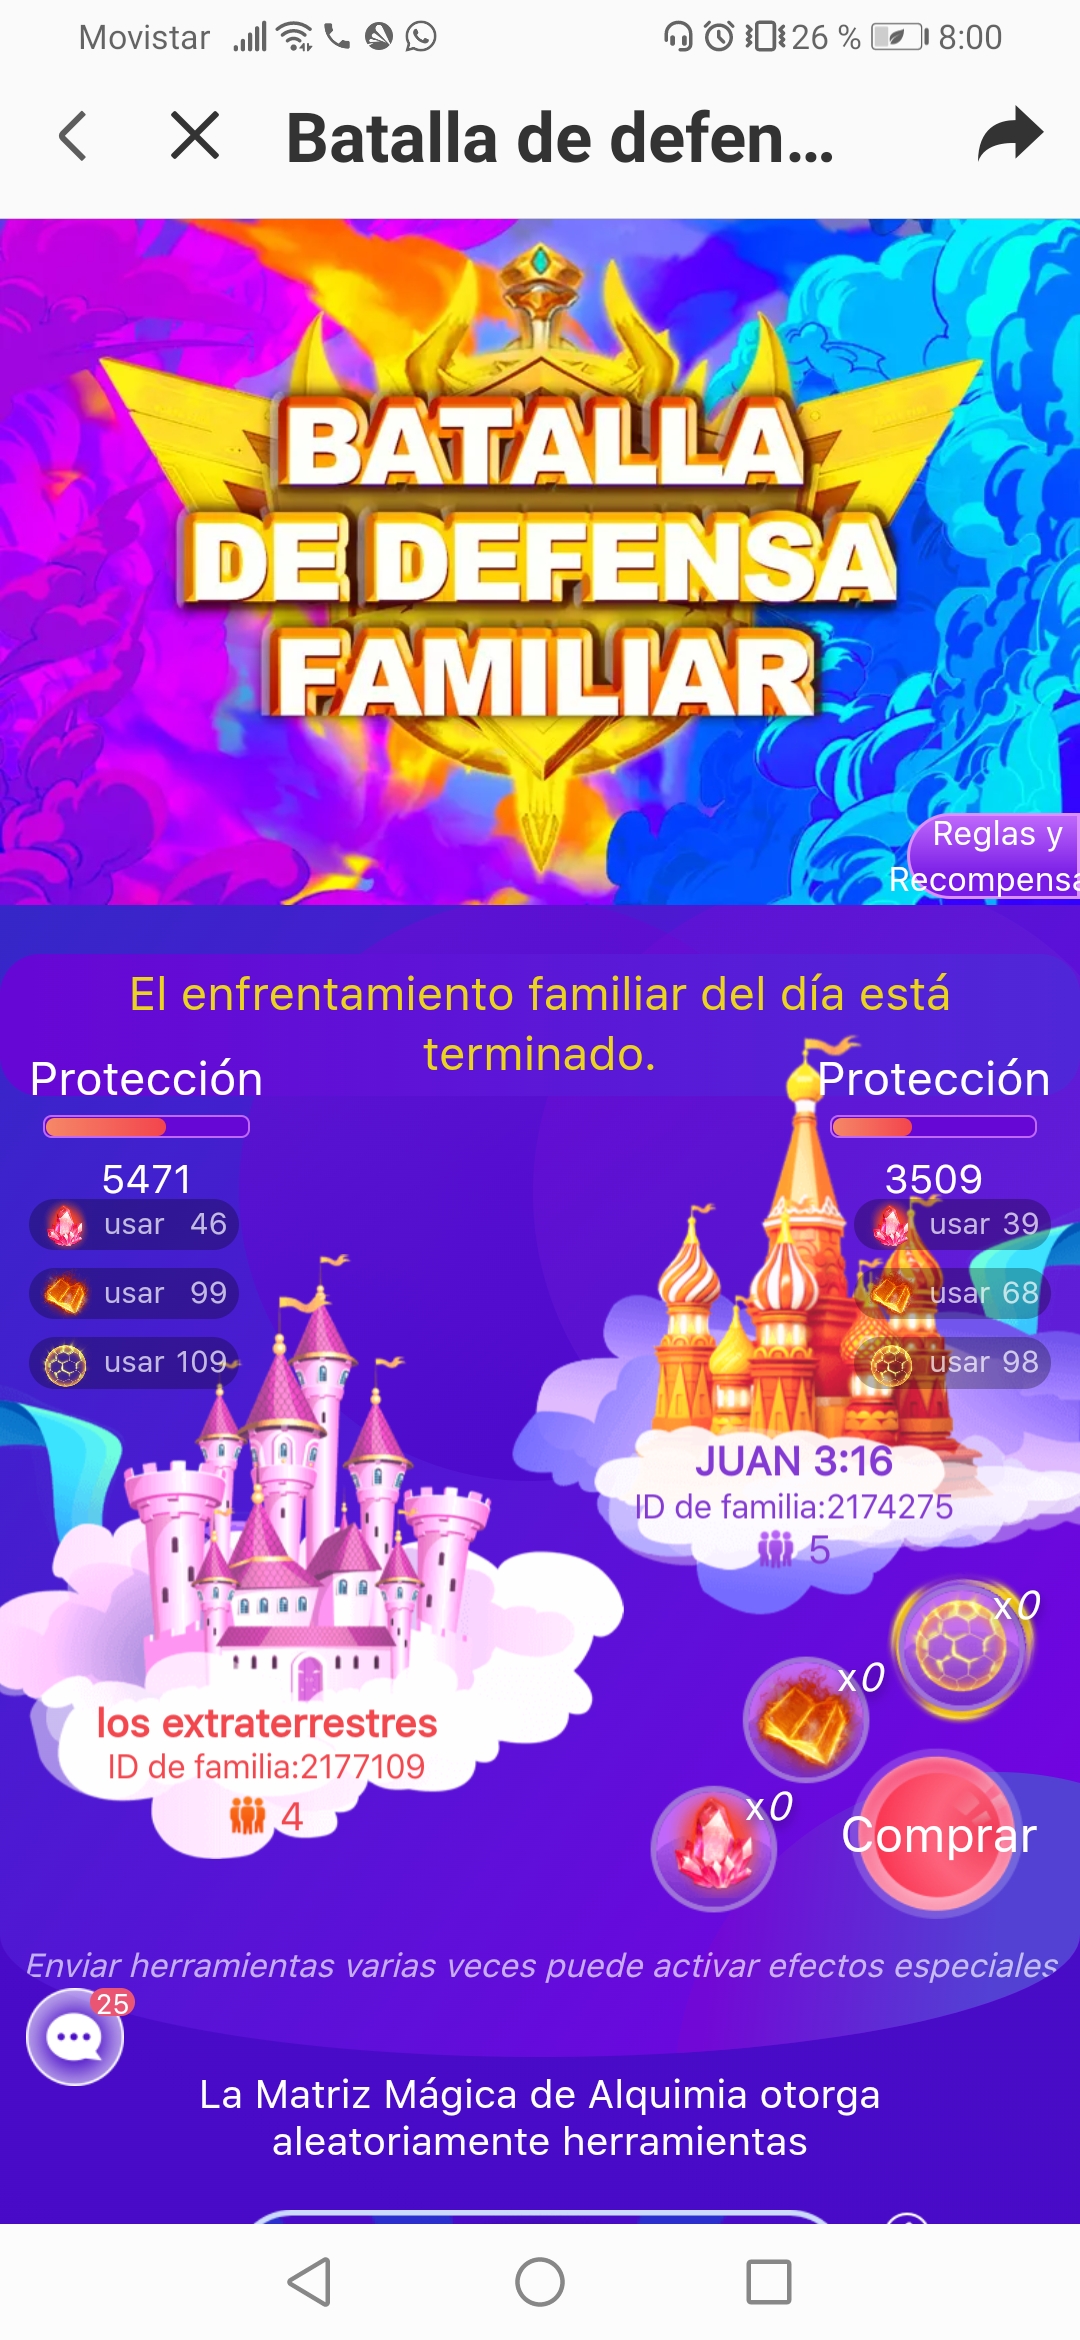 Movistar 26 % 8:00
Batalla de defen...
BATALLA
DE DEFENSA
FAMILIAR
Reglas y
Recompensa
El enfrentamiento familiar del día está
terminado.
Protección
5471
usar 46
usar 99
usar 109
Protección
3509
usar 39
usar 68
usar 98
JUAN 3:16
ID de familia:2174275
5
los extraterrestres
ID de familia:2177109
4
x0
x0
x0
Comprar
Enviar herramientas varias veces puede activar efectos especiales
25
La Matriz Mágica de Alquimia otorga
aleatoriamente herramientas